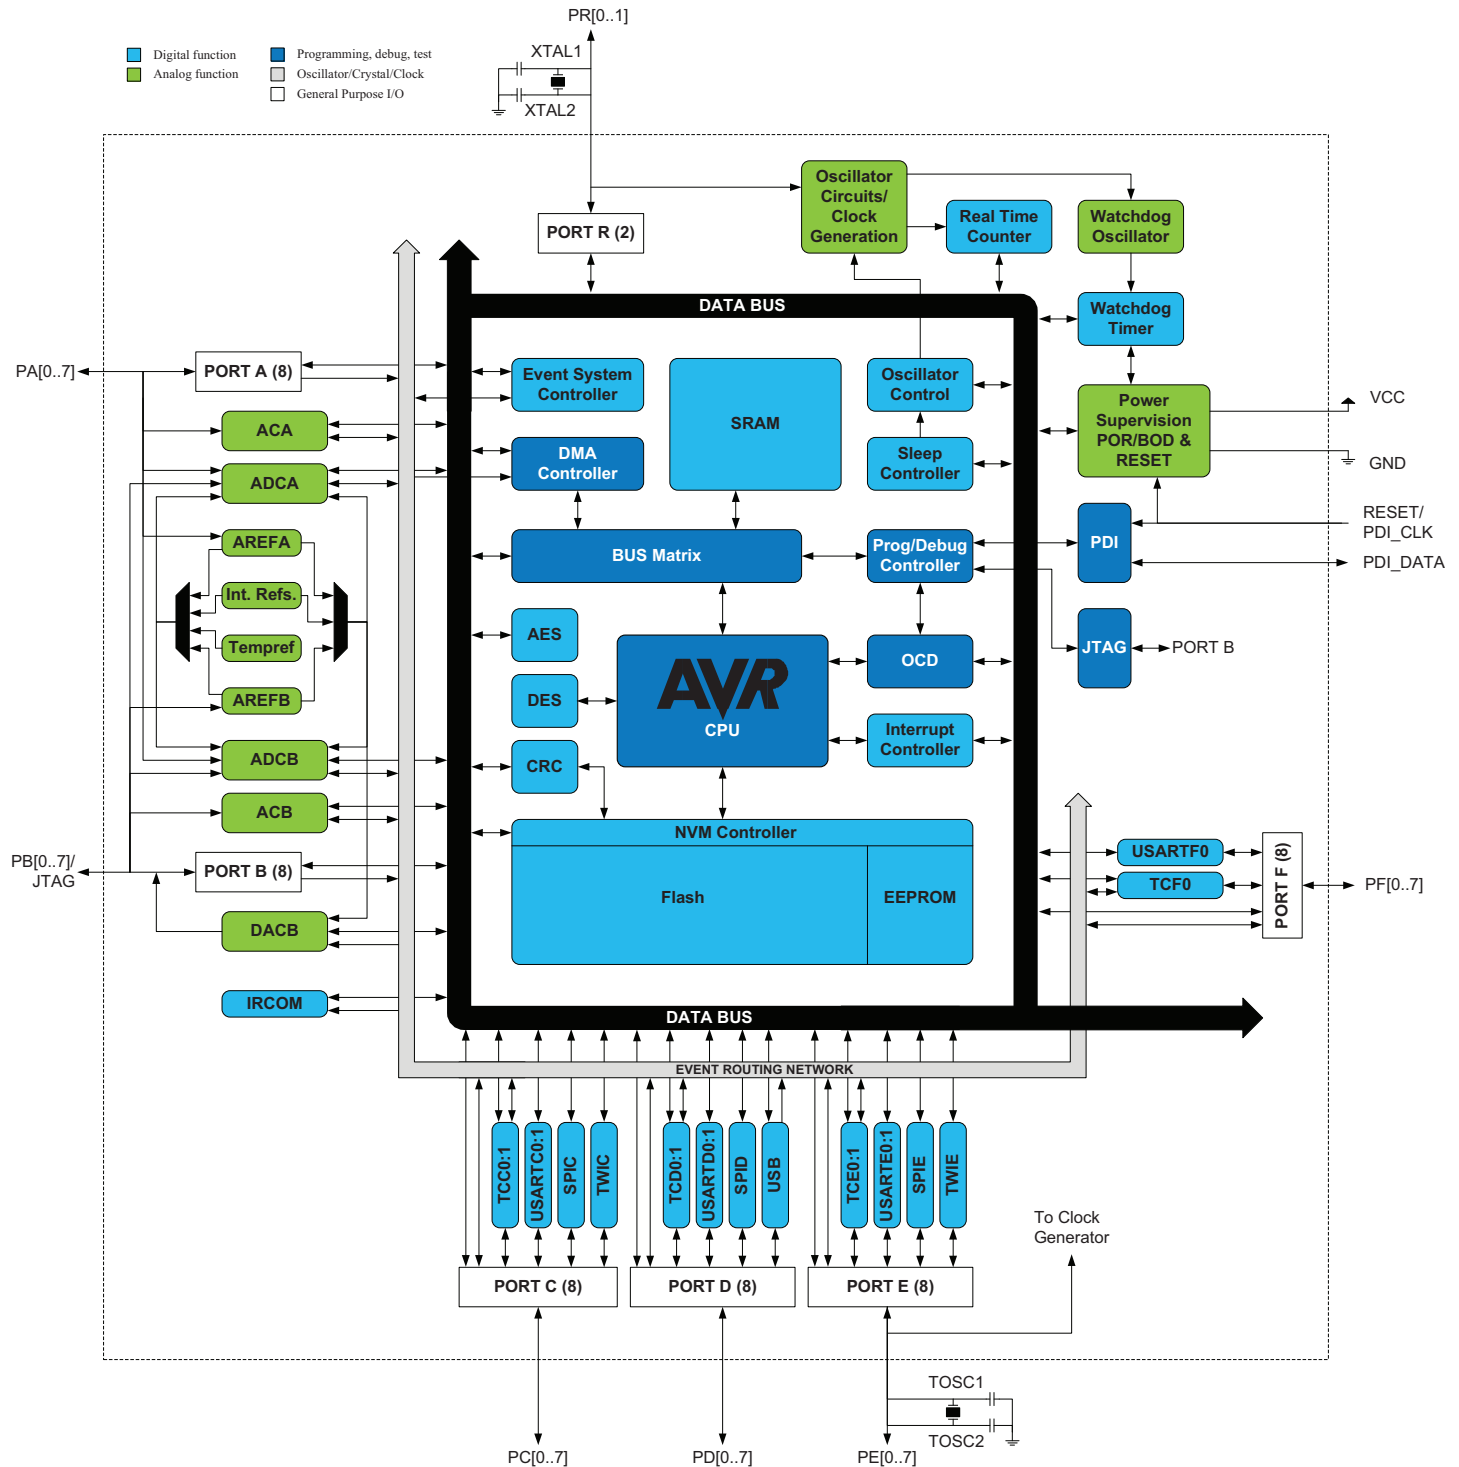 PR[0..1]
XTAL1
XTAL2
Digital function
Analog function
Programming, debug, test
Oscillator/Crystal/Clock
General Purpose I/O
PORT R (2)
Oscillator
Circuits/
Clock
Generation
Real Time
Counter
Watchdog
Oscillator
DATA BUS
Watchdog
Timer
PA[0..7]
PORT A (8)
Event System
Controller
SRAM
Oscillator
Control
Power
Supervision
POR/BOD &
RESET
VCC
GND
ACA
DMA
Controller
Sleep
Controller
ADCA
RESET/
PDI_CLK
AREFA
BUS Matrix
Prog/Debug
Controller
PDI
PDI_DATA
Int. Refs.
AES
Tempref
AVR
CPU
OCD
JTAG
PORT B
AREFB
DES
Interrupt
Controller
ADCB
CRC
ACB
NVM Controller
Flash
EEPROM
USARTF0
TCF0
PORT F (8)
PF[0..7]
PB[0..7]/
JTAG
PORT B (8)
DACB
IRCOM
DATA BUS
EVENT ROUTING NETWORK
TCC0:1
USARTC0:1
SPIC
TWIC
TCD0:1
USARTD0:1
SPID
USB
TCE0:1
USARTE0:1
SPIE
TWIE
To Clock
Generator
PORT C (8)
PORT D (8)
PORT E (8)
TOSC1
TOSC2
PC[0..7]
PD[0..7]
PE[0..7]